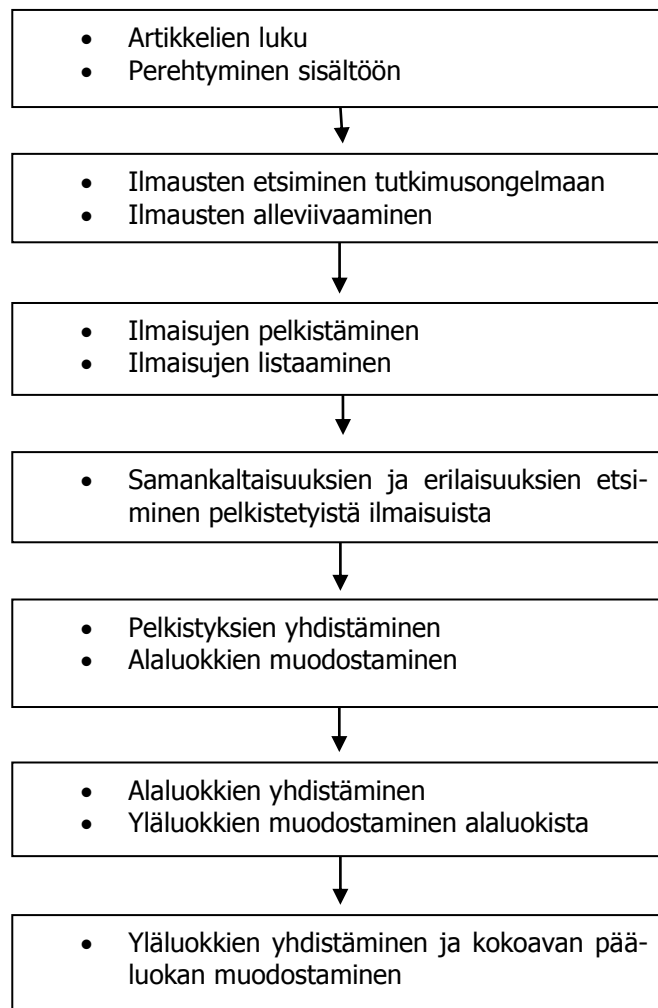 • Artikkelien luku
• Perehtyminen sisältöön
• Ilmausten etsiminen tutkimusongelmaan
• Ilmausten alleviivaaminen
• Ilmaisujen pelkistäminen
• Ilmaisujen listaaminen
• Samankaltaisuuksien ja erilaisuuksien etsi-
minen pelkistetyistä ilmaisuista
• Pelkistyksien yhdistäminen
• Alaluokkien muodostaminen
• Alaluokkien yhdistäminen
• Yläluokkien muodostaminen alaluokista
• Yläluokkien yhdistäminen ja kokoavan pää-
luokan muodostaminen